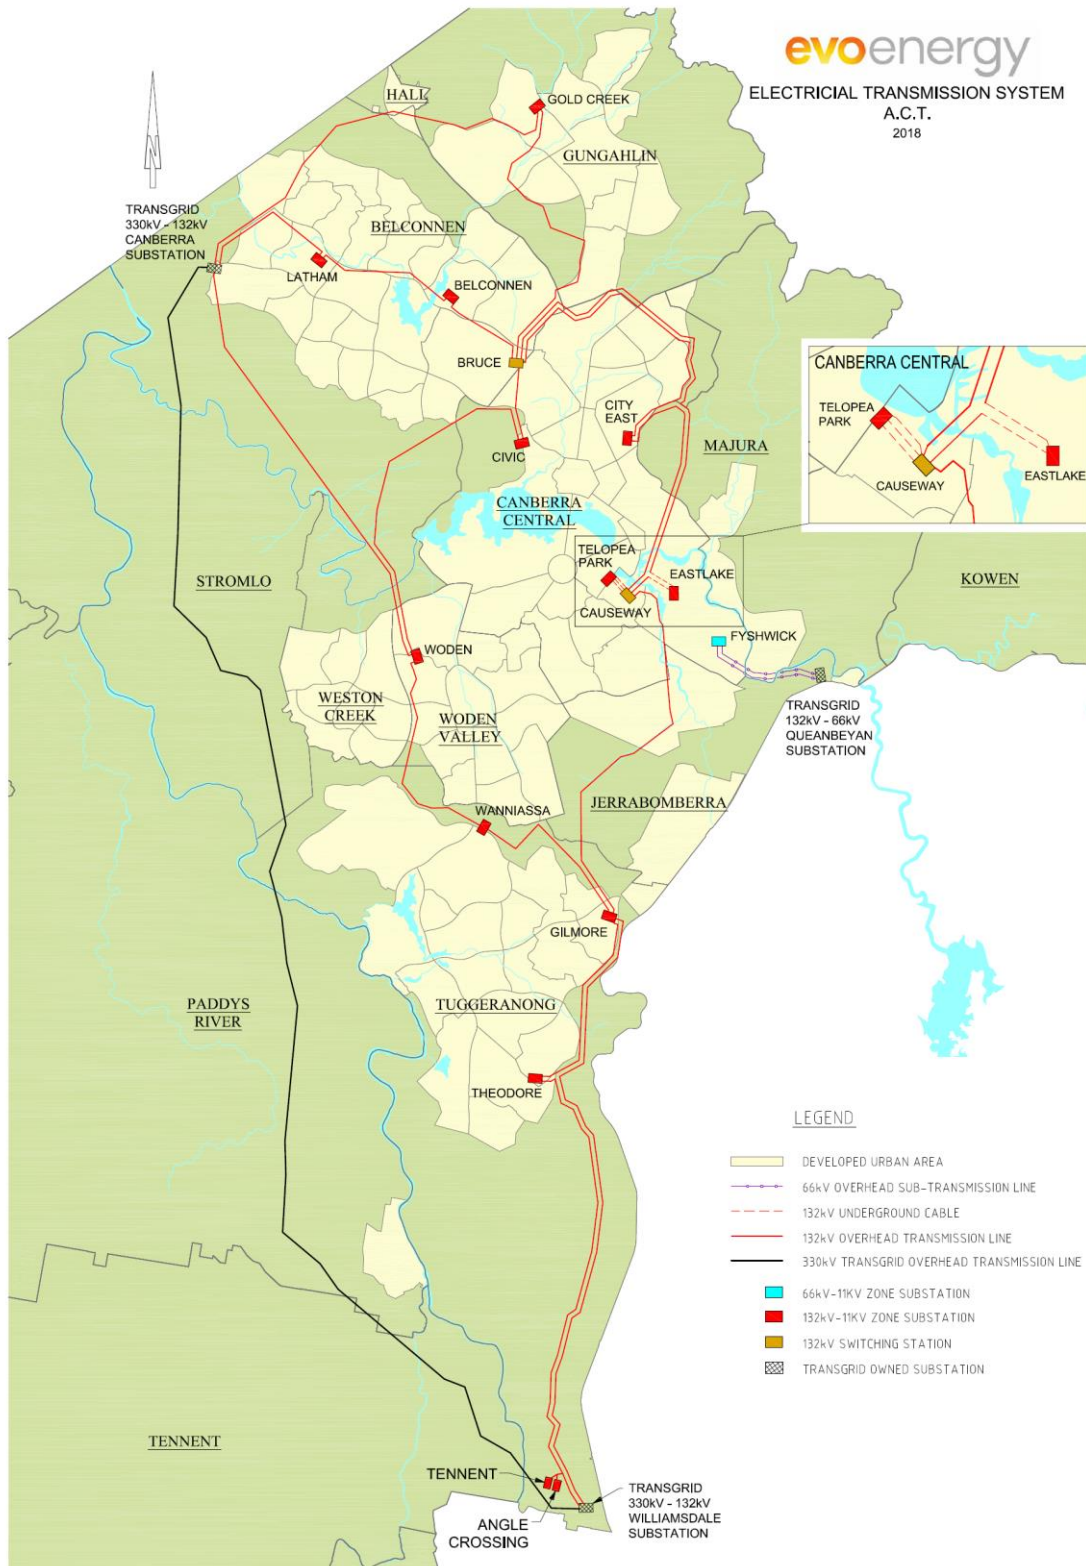 evoenergy
ELECTRICIAL TRANSMISSION SYSTEM
A.C.T.
2018
N
HALL
GOLD CREEK
GUNGAHLIN
TRANSGRID
330kV - 132kV
CANBERRA
SUBSTATION
BELCONNEN
LATHAM
BELCONNEN
BRUCE
CITY
EAST
CIVIC
MAJURA
CANBERRA CENTRAL
TELOPEA
PARK
CAUSEWAY
EASTLAKE
CANBERRA
CENTRAL
TELOPEA
PARK
EASTLAKE
CAUSEWAY
STROMLO
KOWEN
FYSHWICK
WODEN
TRANSGRID
132kV - 66kV
QUEANBEYAN
SUBSTATION
WESTON
CREEK
WODEN
VALLEY
WANNIASSA
JERRABOMBERRA
GILMORE
PADDYS
RIVER
TUGGERANONG
THEODORE
LEGEND
DEVELOPED URBAN AREA
66kV OVERHEAD SUB-TRANSMISSION LINE
132kV UNDERGROUND CABLE
132kV OVERHEAD TRANSMISSION LINE
330kV TRANSGRID OVERHEAD TRANSMISSION LINE
66kV-11KV ZONE SUBSTATION
132kV-11KV ZONE SUBSTATION
132kV SWITCHING STATION
TRANSGRID OWNED SUBSTATION
TENNENT
TENNENT
ANGLE
CROSSING
TRANSGRID
330kV - 132kV
WILLIAMSDALE
SUBSTATION